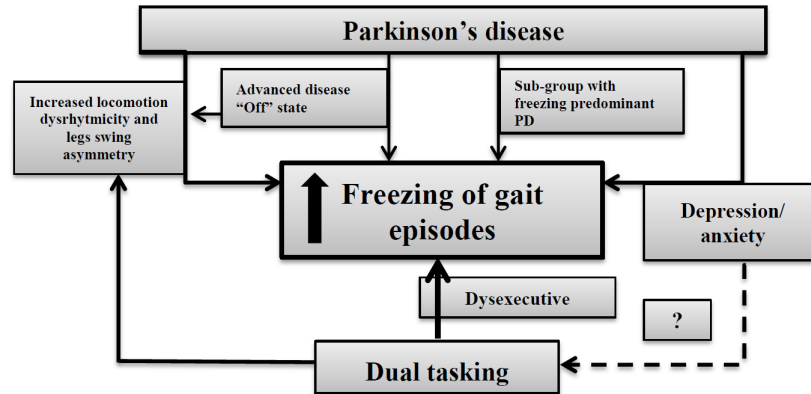 Parkinson’s disease
Advanced disease
“Off” state
Sub-group with
freezing predominant
PD
Increased locomotion
dysrhytmicity and
legs swing
asymmetry
Freezing of gait
episodes
Depression/
anxiety
Dysexecutive
?
Dual tasking